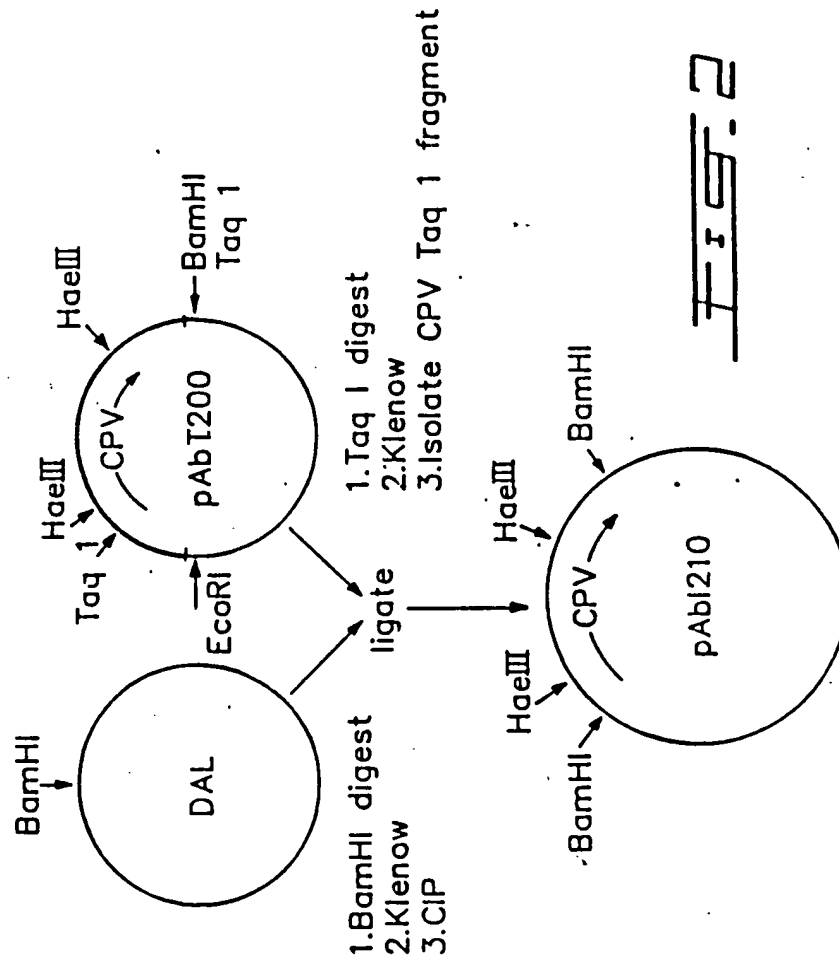 BamHI
DAL
1.BamHI digest
2.Klenow
3.CIP
HaeIII
HaeIII
Taq 1
CPV
pAbT200
EcoRI
BamHI
Taq 1
1.Taq I digest
2.Klenow
3.Isolate CPV Taq 1 fragment
ligate
HaeIII
HaeIII
BamHI
BamHI
CPV
pAbI210
FIG. 2